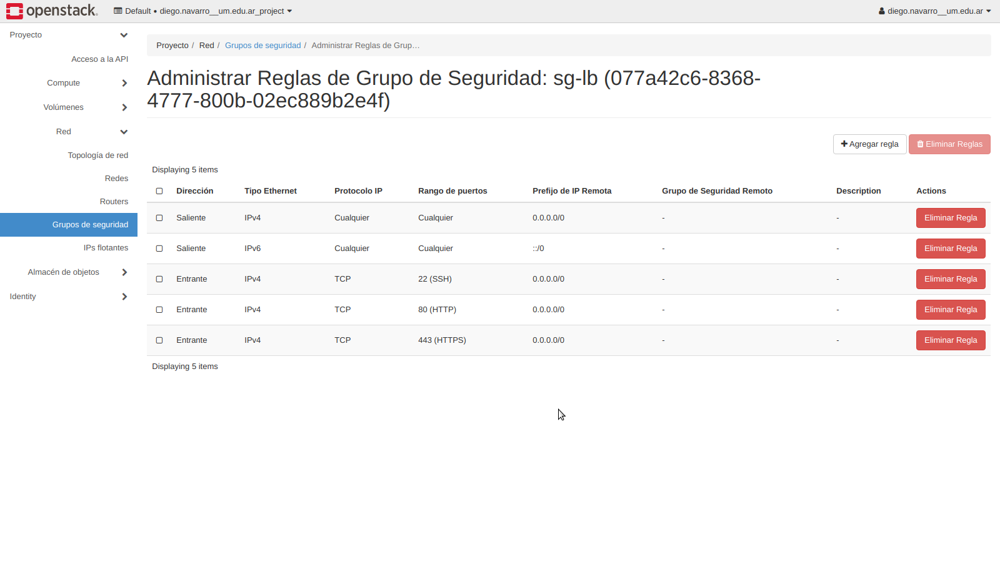 openstack.
Default • diego.navarro__um.edu.ar_project
diego.navarro__um.edu.ar
Proyecto
Acceso a la API
Compute
Volúmenes
Red
Topología de red
Redes
Routers
Grupos de seguridad
IPs flotantes
Almacén de objetos
Identity
Proyecto / Red / Grupos de seguridad / Administrar Reglas de Grup…
Administrar Reglas de Grupo de Seguridad: sg-lb (077a42c6-8368-
4777-800b-02ec889b2e4f)
Agregar regla Eliminar Reglas
Displaying 5 items
Dirección Tipo Ethernet Protocolo IP Rango de puertos Prefijo de IP Remota Grupo de Seguridad Remoto Description Actions
Saliente IPv4 Cualquier Cualquier 0.0.0.0/0 - - Eliminar Regla
Saliente IPv6 Cualquier Cualquier ::/0 - - Eliminar Regla
Entrante IPv4 TCP 22 (SSH) 0.0.0.0/0 - - Eliminar Regla
Entrante IPv4 TCP 80 (HTTP) 0.0.0.0/0 - - Eliminar Regla
Entrante IPv4 TCP 443 (HTTPS) 0.0.0.0/0 - - Eliminar Regla
Displaying 5 items